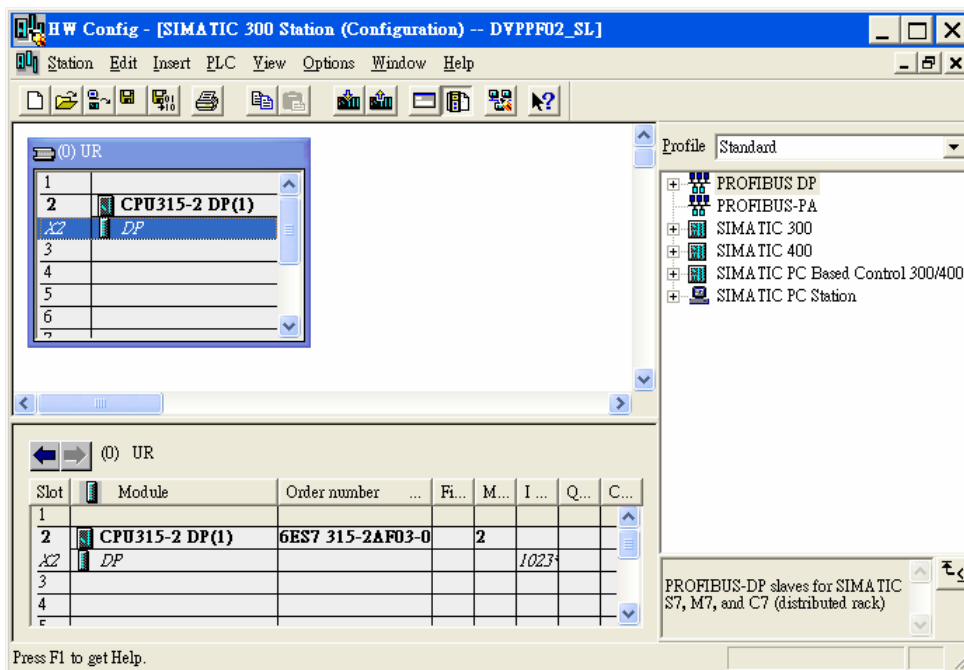 HW Config - [SIMATIC 300 Station (Configuration) -- DVPPF02_SL]
Station Edit Insert PLC View Options Window Help
(0) UR
1
2 CPU315-2 DP(1)
X2 DP
3
4
5
6
7
Profile Standard
PROFIBUS DP
PROFIBUS-PA
SIMATIC 300
SIMATIC 400
SIMATIC PC Based Control 300/400
SIMATIC PC Station
(0) UR
Slot Module Order number ... Fi... M... I ... Q... C...
1
2 CPU315-2 DP(1) 6ES7 315-2AF03-0 2
X2 DP 1023*
3
4
5
PROFIBUS-DP slaves for SIMATIC
S7, M7, and C7 (distributed rack)
Press F1 to get Help.